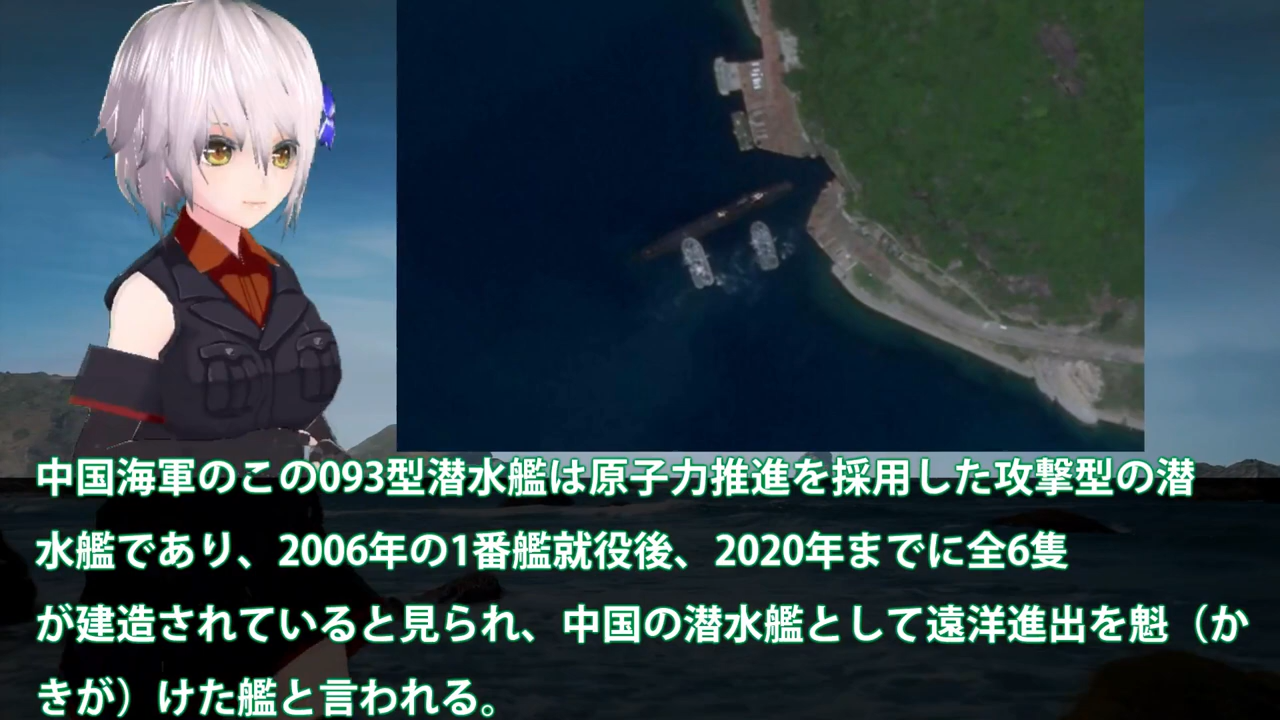 中国海軍のこの093型潜水艦は原子力推進を採用した攻撃型の潜
水艦であり、2006年の1番艦就役後、2020年までに全6隻
が建造されていると見られ、中国の潜水艦として遠洋進出を魁（か
きが）けた艦と言われる。